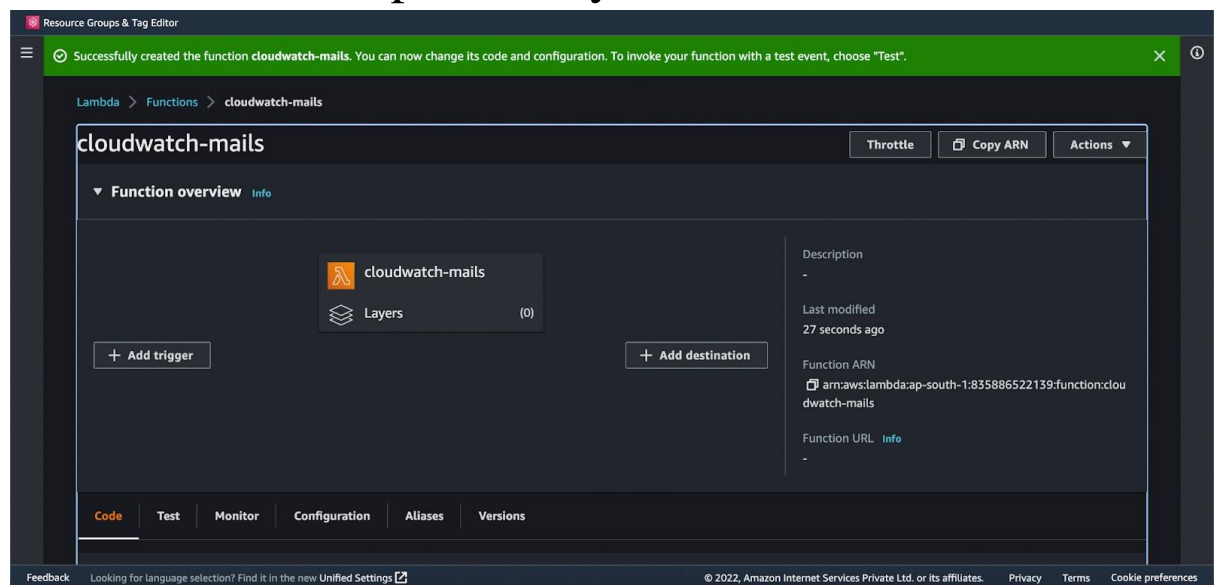 Resource Groups & Tag Editor
Successfully created the function cloudwatch-mails. You can now change its code and configuration. To invoke your function with a test event, choose "Test".
Lambda > Functions > cloudwatch-mails
cloudwatch-mails
Throttle
Copy ARN
Actions
Function overview Info
cloudwatch-mails
Layers (0)
+ Add trigger
+ Add destination
Description
-
Last modified
27 seconds ago
Function ARN
arn:aws:lambda:ap-south-1:835886522139:function:clou
dwatch-mails
Function URL Info
-
Code Test Monitor Configuration Aliases Versions
Feedback Looking for language selection? Find it in the new Unified Settings © 2022, Amazon Internet Services Private Ltd. or its affiliates. Privacy Terms Cookie preferences